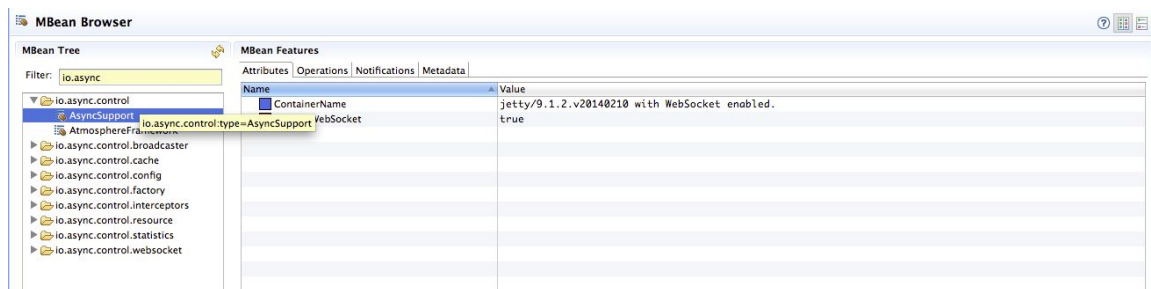 MBean Browser
MBean Tree
Filter: io.async
io.async.control
AsyncSupport
io.async.control:type=AsyncSupport
AtmosphereFramework
io.async.control.broadcaster
io.async.control.cache
io.async.control.config
io.async.control.factory
io.async.control.interceptors
io.async.control.resource
io.async.control.statistics
io.async.control.websocket
MBean Features
Attributes Operations Notifications Metadata
Name Value
ContainerName jetty/9.1.2.v20140210 with WebSocket enabled.
WebSocket true